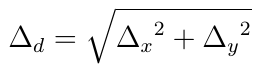 Δ_d = √(Δ_x² + Δ_y²)